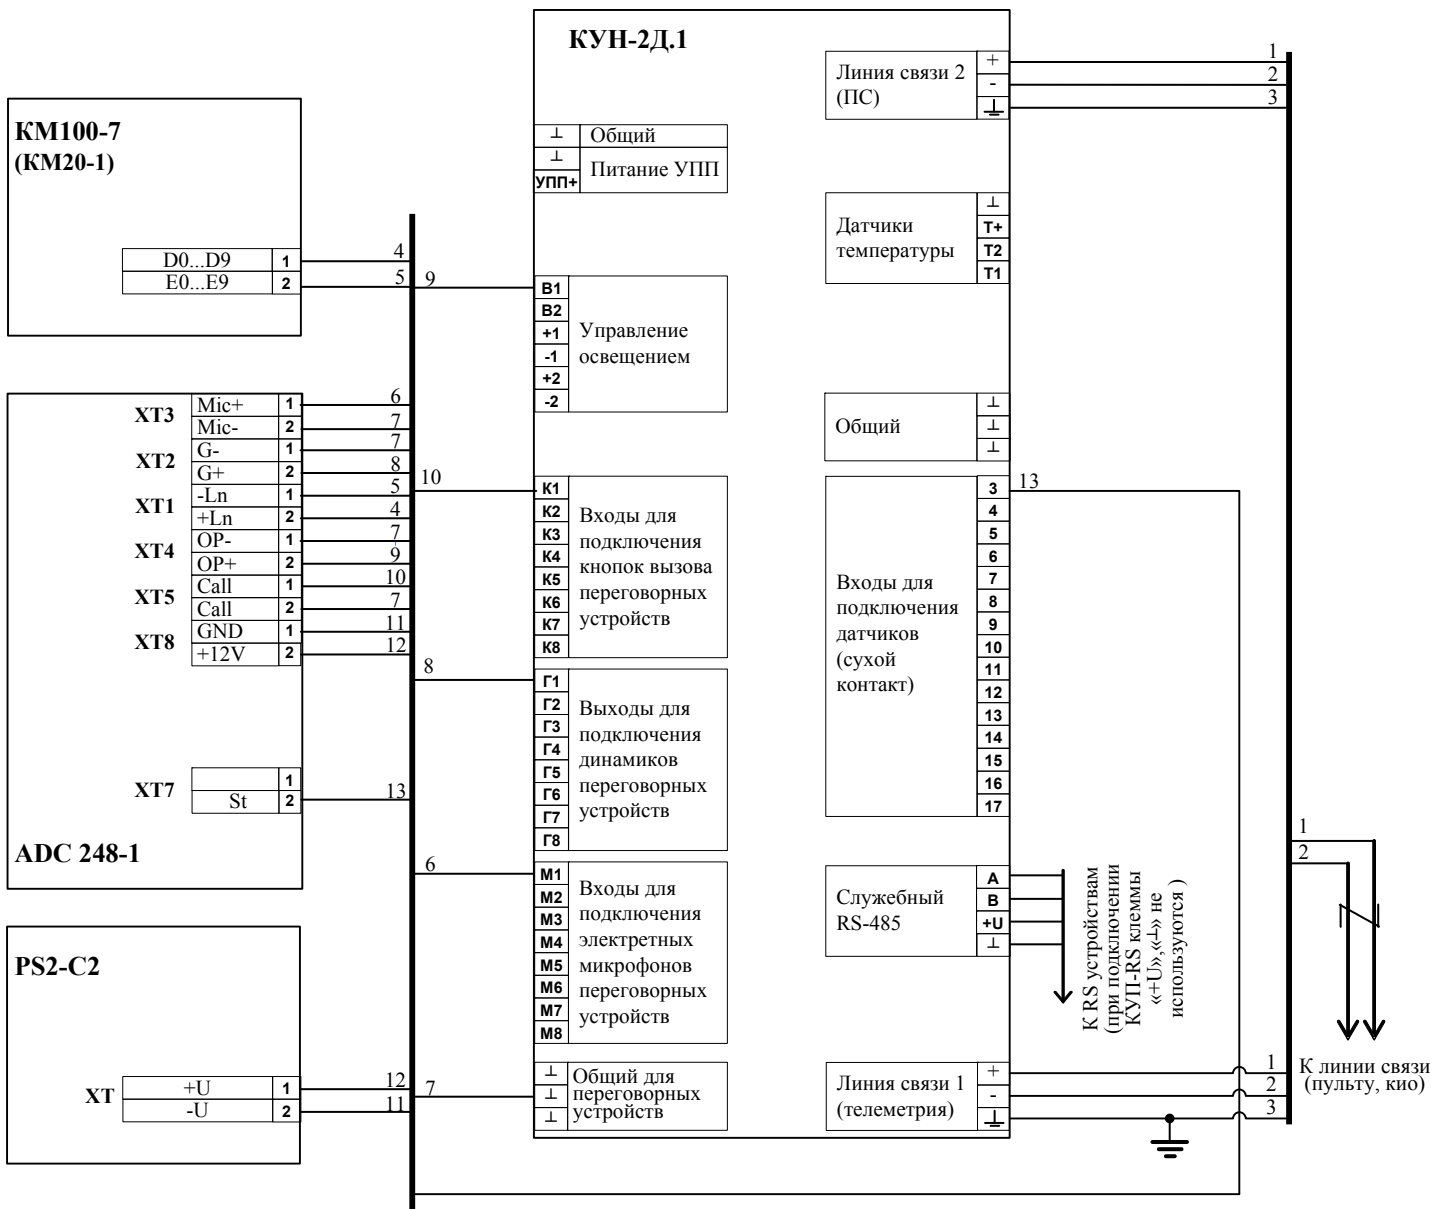 КУН-2Д.1
Линия связи 2
(ПС)
+
-
⊥
1
2
3
КМ100-7
(КМ20-1)
D0...D9 1
E0...E9 2
4
5
⊥ Общий
⊥
УПП+
Питание УПП
Датчики
температуры
⊥
Т+
Т2
Т1
9
В1
В2
+1
-1
+2
-2
Управление
освещением
Общий
⊥
⊥
⊥
XT3
Mic+ 1 6
Mic- 2 7
XT2
G- 1 7
G+ 2 8
XT1
-Ln 1 5
+Ln 2 4
XT4
OP- 1 7
OP+ 2 9
XT5
Call 1 10
Call 2 7
XT8
GND 1 11
+12V 2 12
XT7
1
St 2 13
ADC 248-1
10
К1
К2
К3
К4
К5
К6
К7
К8
Входы для
подключения
кнопок вызова
переговорных
устройств
8
Г1
Г2
Г3
Г4
Г5
Г6
Г7
Г8
Выходы для
подключения
динамиков
переговорных
устройств
6
М1
М2
М3
М4
М5
М6
М7
М8
Входы для
подключения
электретных
микрофонов
переговорных
устройств
7
⊥
⊥
⊥
Общий для
переговорных
устройств
Входы для
подключения
датчиков
(сухой
контакт)
3 13
4
5
6
7
8
9
10
11
12
13
14
15
16
17
Служебный
RS-485
A
B
+U
⊥
К RS устройствам
(при подключении
КУП-RS клеммы
«+U»,«⊥» не
используются )
1
2
К линии связи
(пульту, кио)
Линия связи 1
(телеметрия)
+
-
⊥
1
2
3
PS2-C2
XT
+U 1 12
-U 2 11